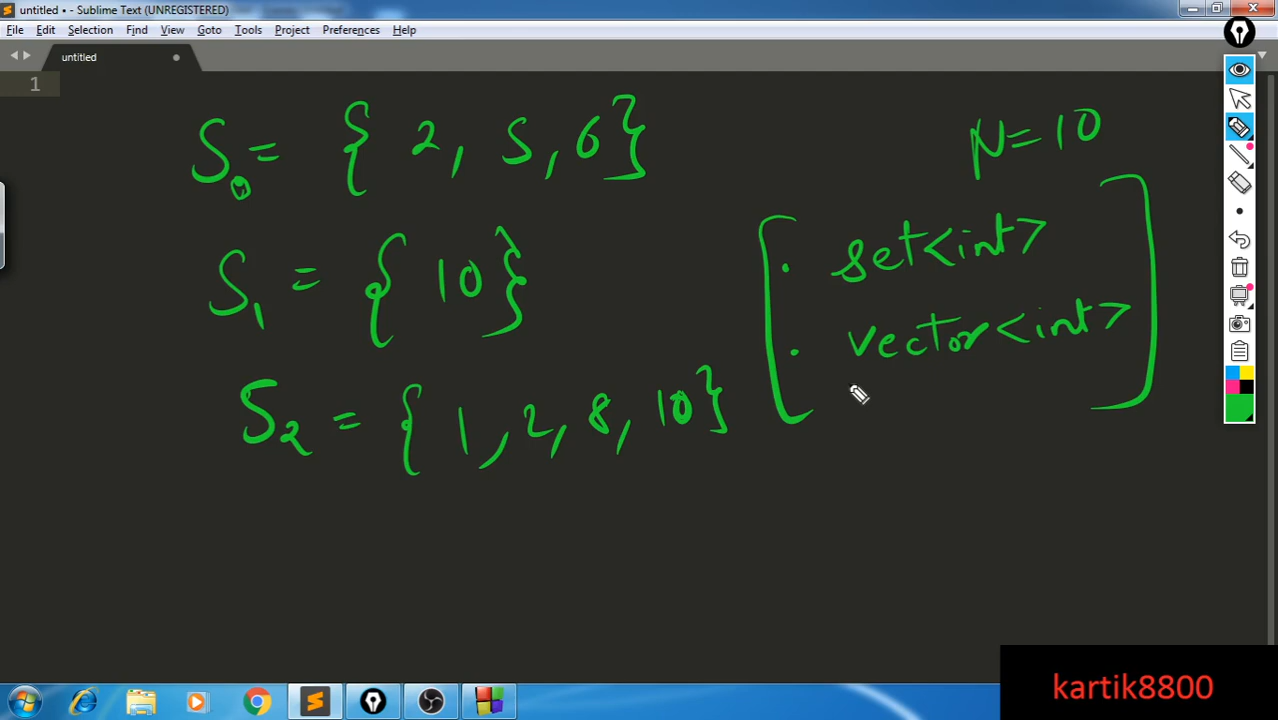 untitled • - Sublime Text (UNREGISTERED)
File Edit Selection Find View Goto Tools Project Preferences Help
untitled
1
S₀ = { 2, 5, 6}
N=10
S₁ = { 10}
. set<int>
. vector<int>
S₂ = { 1, 2, 8, 10}
kartik8800